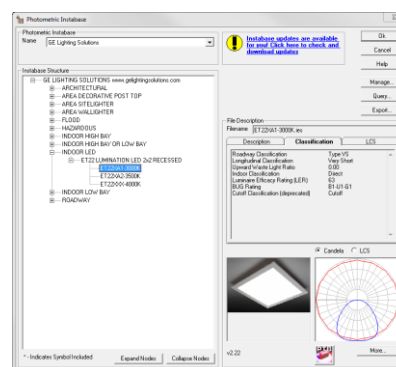 Photometric Instabase
Photometric Instabase
Name
GE Lighting Solutions
Instabase updates are available
for you! Click here to check and
download updates
Ok
Cancel
Help
Manage..
Query..
Export..
Instabase Structure
GE LIGHTING SOLUTIONS www.gelightingsolutions.com
ARCHITECTURAL
AREA DECORATIVE POST TOP
AREA SITELIGHTER
AREA WALLIGHTER
FLOOD
HAZARDOUS
INDOOR HIGH BAY
INDOOR HIGH BAY OR LOW BAY
INDOOR LED
ET22 LUMINATION LED 2x2 RECESSED
ET22XA1-3000K
ET22XA2-3500K
ET22XXX-4000K
INDOOR LOW BAY
ROADWAY
* - Indicates Symbol Included
Expand Nodes
Collapse Nodes
File Description
Filename
ET22XA1-3000K.ies
Description
Classification
LCS
Roadway Classification Type VS
Longitudinal Classification Very Short
Upward Waste Light Ratio 0.00
Indoor Classification Direct
Luminaire Efficacy Rating (LER) 63
BUG Rating B1-U1-G1
Cutoff Classification (deprecated) Cutoff
Candela
LCS
v2.22
More..